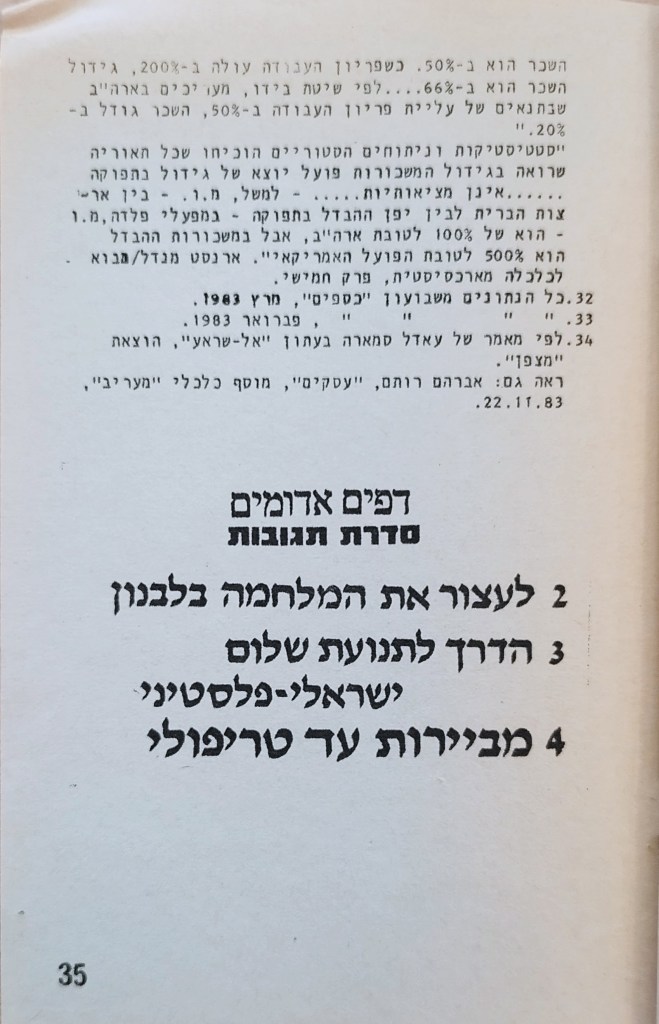 השכר הוא ב-50%. כשפריון העבודה עולה ב-200%, גידול
השכר הוא ב-66%....לפי שיטת בידו, מעריכים בארה"ב
שבתנאים של עליית פריון העבודה ב-50%, השכר גודל ב-
20%."
"סטטיסטיקות וניתוחים הסטוריים הוכיחו שכל תאוריה
שרואה בגידול המשכורות פועל יוצא של גידול בתפוקה
......אינן מציאותיות..... - למשל, מ.ו. - בין אר-
צות הברית לבין יפן ההבדל בתפוקה - במפעלי פלדה,מ.ו
- הוא של 100% לטובת ארה"ב, אבל במשכורות ההבדל
הוא 500% לטובת הפועל האמריקאי". ארנסט מנדל/מבוא
לכלכלה מארכסיסטית, פרק חמישי.
32.כל הנתונים משבועון "כספים", מרץ 1983.
33. " " " " , פברואר 1983.
34.לפי מאמר של עאדל סמארה בעתון "אל-שראע", הוצאת
"מצפן".
ראה גם: אברהם רותם, "עסקים", מוסף כלכלי "מעריב",
22.11.83.
דפים אדומים
סדרת תגובות
2 לעצור את המלחמה בלבנון
3 הדרך לתנועת שלום
ישראלי-פלסטיני
4 מביירות עד טריפולי
35